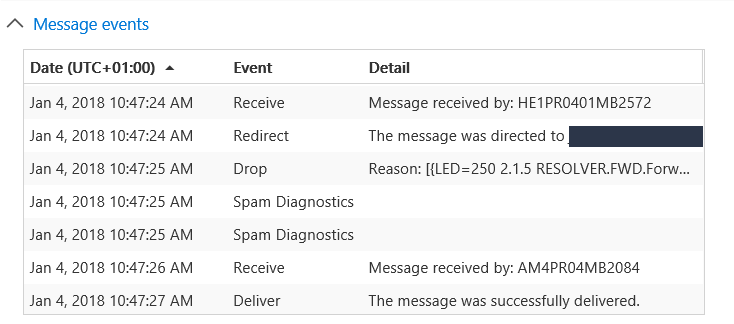 Message events
Date (UTC+01:00) Event Detail
Jan 4, 2018 10:47:24 AM Receive Message received by: HE1PR0401MB2572
Jan 4, 2018 10:47:24 AM Redirect The message was directed to
Jan 4, 2018 10:47:25 AM Drop Reason: [{LED=250 2.1.5 RESOLVER.FWD.Forw...
Jan 4, 2018 10:47:25 AM Spam Diagnostics
Jan 4, 2018 10:47:25 AM Spam Diagnostics
Jan 4, 2018 10:47:26 AM Receive Message received by: AM4PR04MB2084
Jan 4, 2018 10:47:27 AM Deliver The message was successfully delivered.